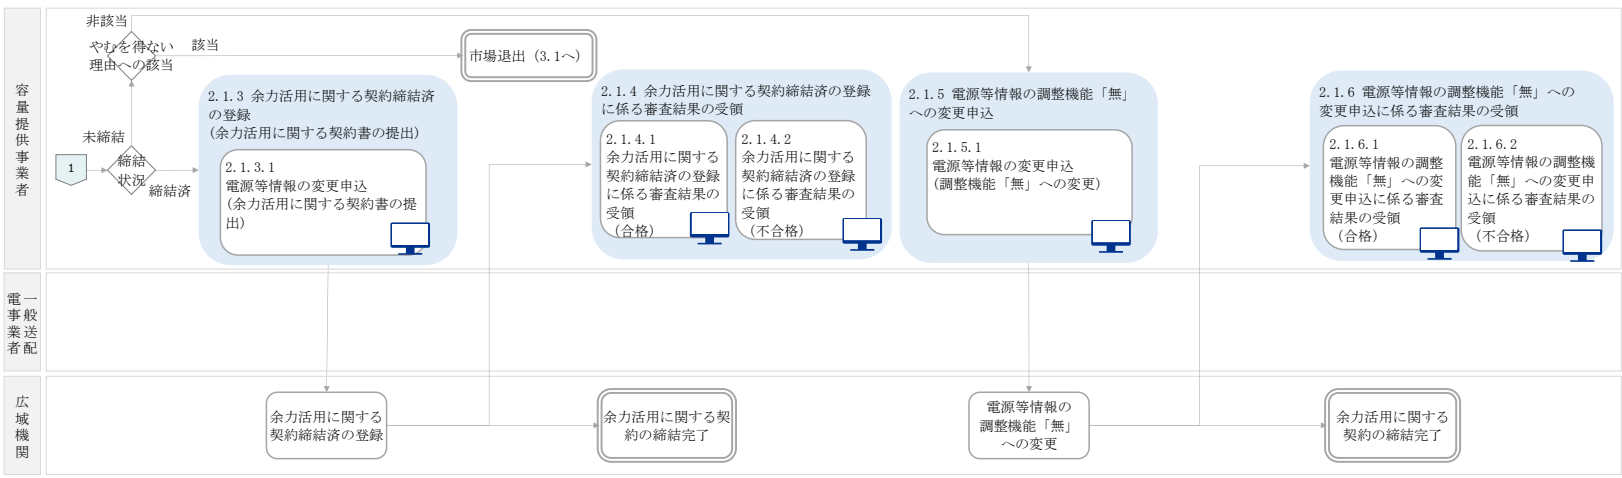 容量提供事業者
非該当
やむを得ない
理由への該当
該当
市場退出（3.1へ）
未締結
1
締結
状況
締結済
2.1.3 余力活用に関する契約締結済
の登録
(余力活用に関する契約書の提出)
2.1.3.1
電源等情報の変更申込
(余力活用に関する契約書の提
出)
2.1.4 余力活用に関する契約締結済の登録
に係る審査結果の受領
2.1.4.1
余力活用に関する
契約締結済の登録
に係る審査結果の
受領
（合格）
2.1.4.2
余力活用に関する
契約締結済の登録
に係る審査結果の
受領
（不合格）
2.1.5 電源等情報の調整機能「無」
への変更申込
2.1.5.1
電源等情報の変更申込
(調整機能「無」への変更)
2.1.6 電源等情報の調整機能「無」への
変更申込に係る審査結果の受領
2.1.6.1
電源等情報の調整
機能「無」への変
更申込に係る審査
結果の受領
（合格）
2.1.6.2
電源等情報の調整機
能「無」への変更申
込に係る審査結果の
受領
（不合格）
一般送配
電事業者
広域機関
余力活用に関する
契約締結済の登録
余力活用に関する契
約の締結完了
電源等情報の
調整機能「無」
への変更
余力活用に関する
契約の締結完了